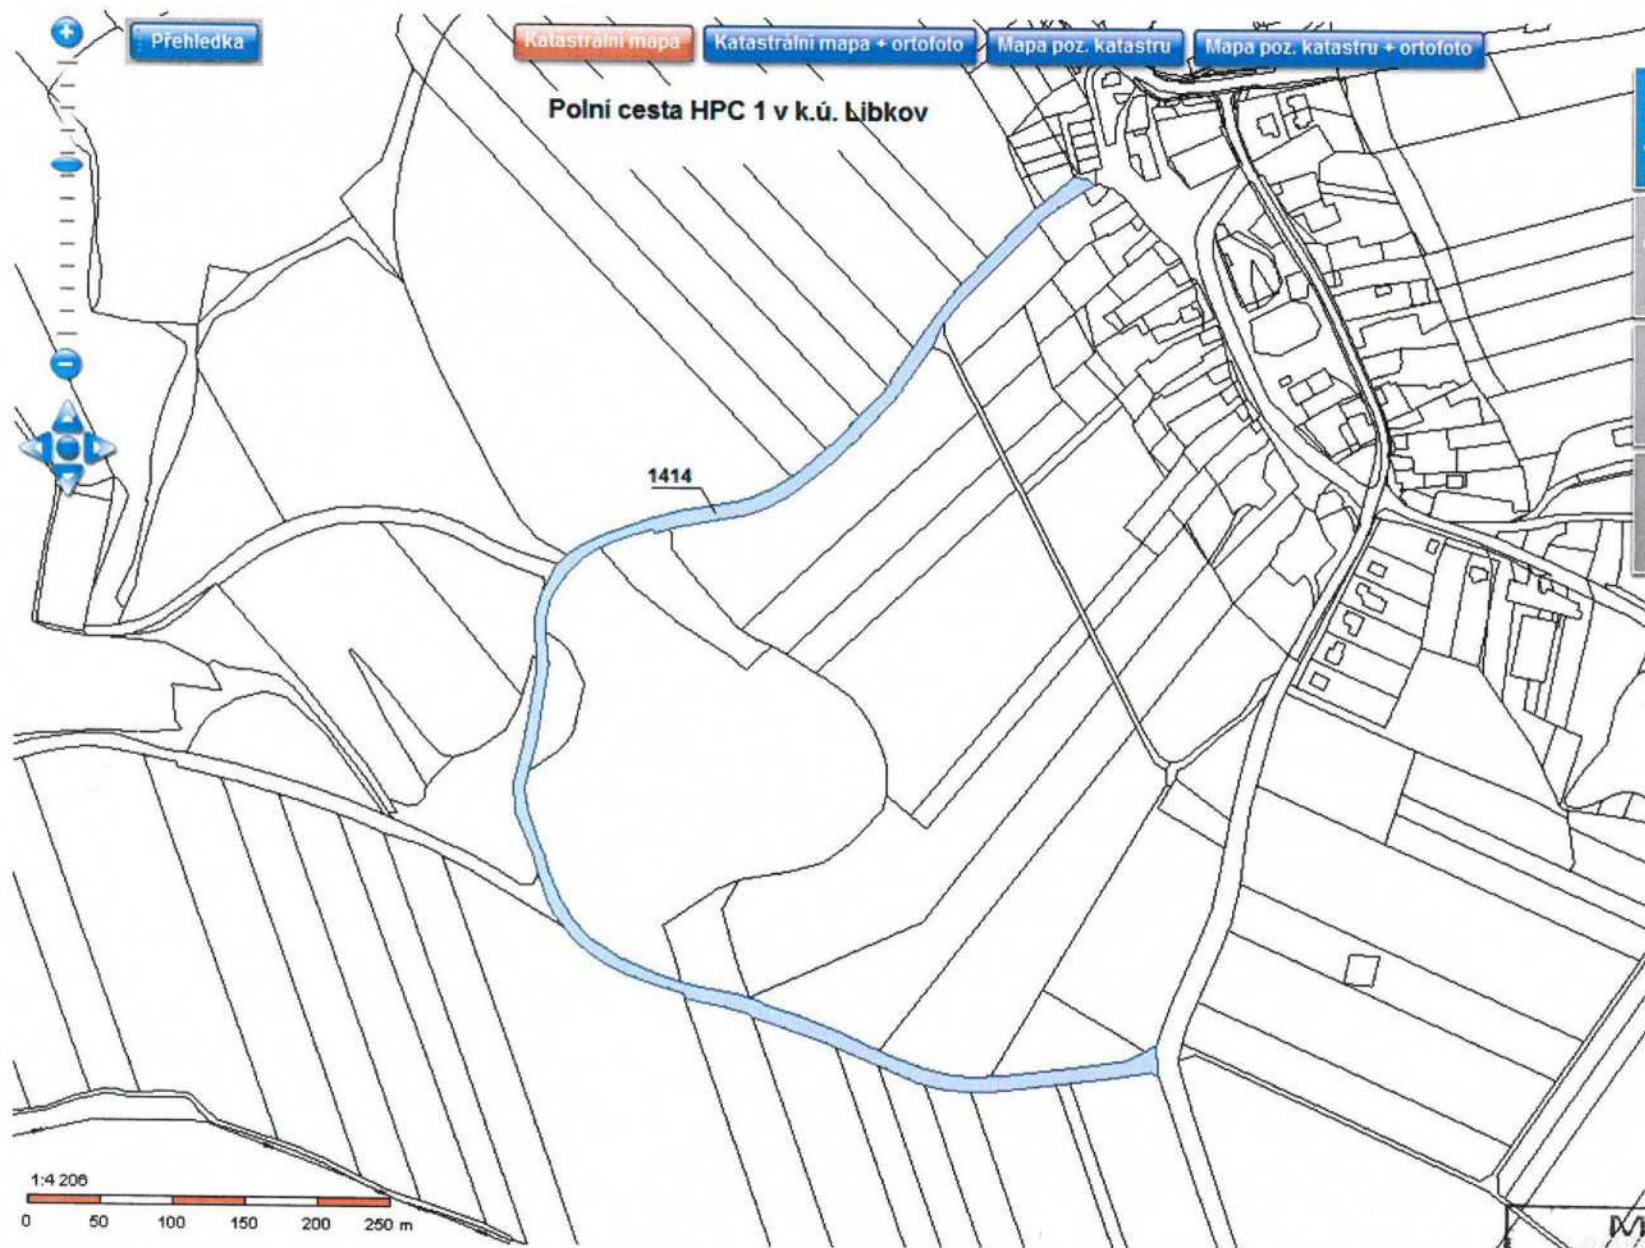 Přehledka
Katastrální mapa
Katastrální mapa + ortofoto
Mapa poz. katastru
Mapa poz. katastru + ortofoto
Polní cesta HPC 1 v k.ú. Libkov
1414
1:4 206
0 50 100 150 200 250 m